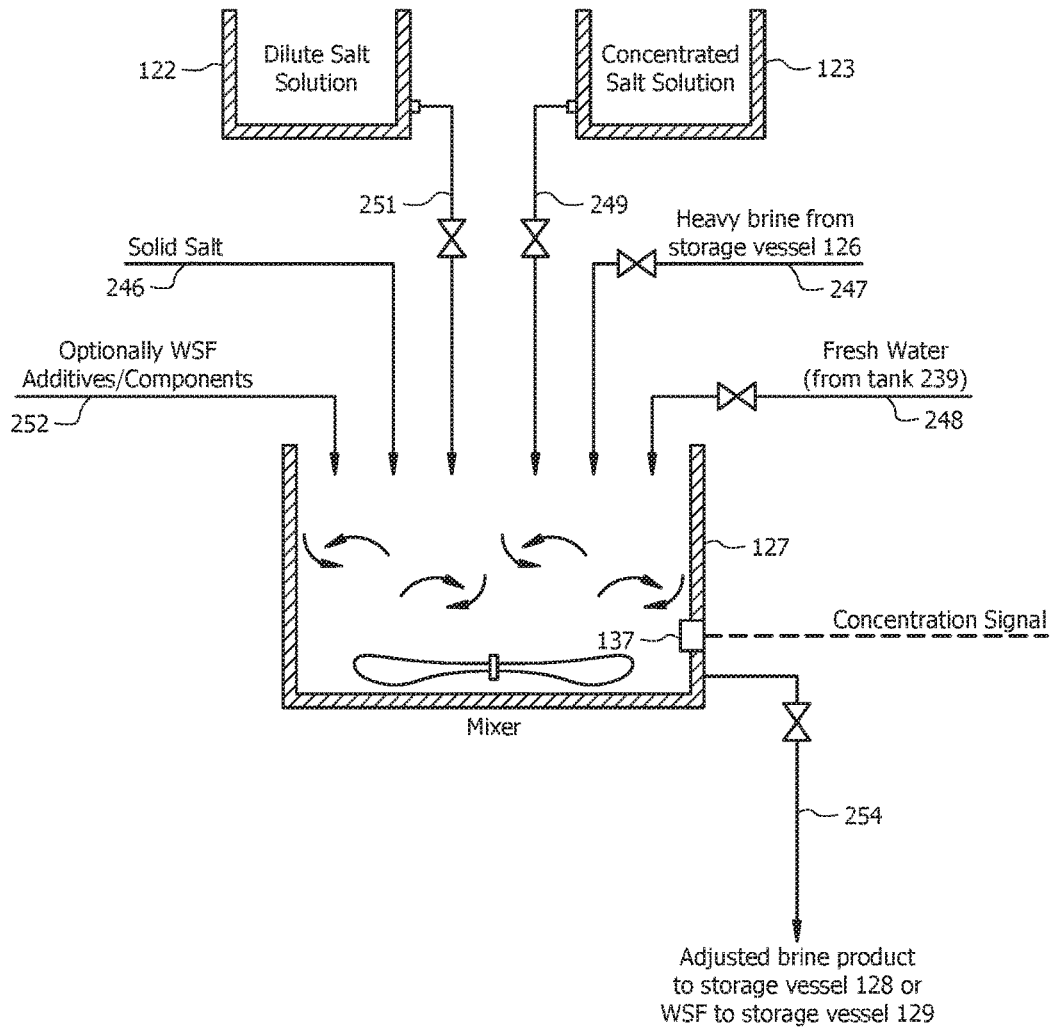 Dilute Salt
Solution
122
Concentrated
Salt Solution
123
251
249
Solid Salt
246
Heavy brine from
storage vessel 126
247
Optionally WSF
Additives/Components
252
Fresh Water
(from tank 239)
248
127
137
Concentration Signal
Mixer
254
Adjusted brine product
to storage vessel 128 or
WSF to storage vessel 129